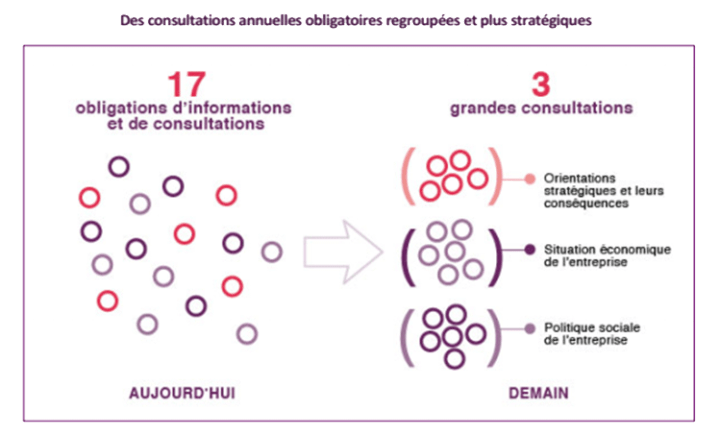 Des consultations annuelles obligatoires regroupées et plus stratégiques
17
obligations d'informations
et de consultations
3
grandes consultations
Orientations
stratégiques et leurs
conséquences
Situation économique
de l'entreprise
Politique sociale
de l'entreprise
AUJOURD'HUI
DEMAIN